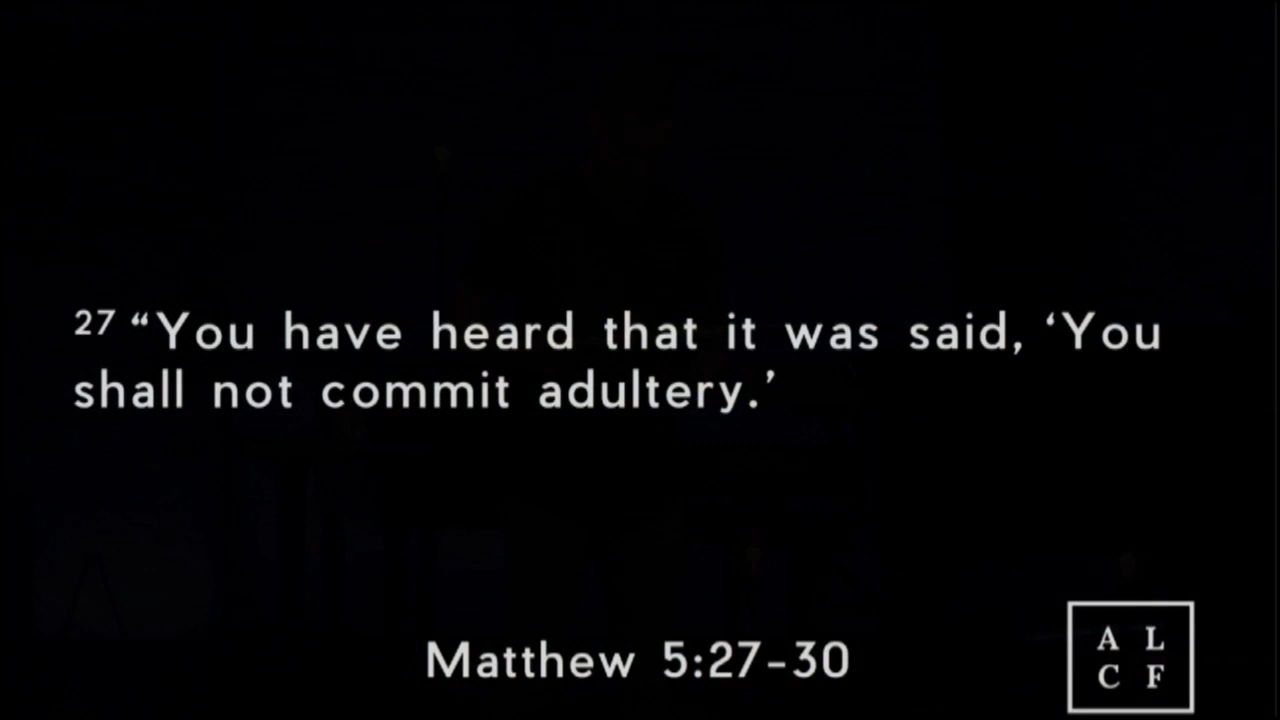 27 “You have heard that it was said, ‘You
shall not commit adultery.’
Matthew 5:27-30
A L
C F